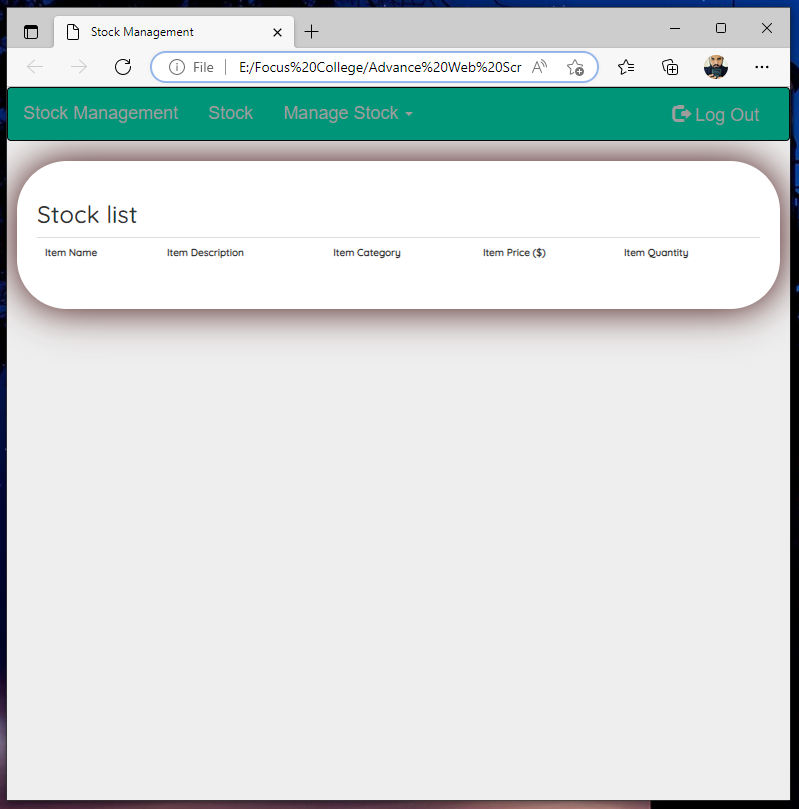 Stock Management
File E:/Focus%20College/Advance%20Web%20Scr
Stock Management Stock Manage Stock Log Out
Stock list
Item Name Item Description Item Category Item Price ($) Item Quantity